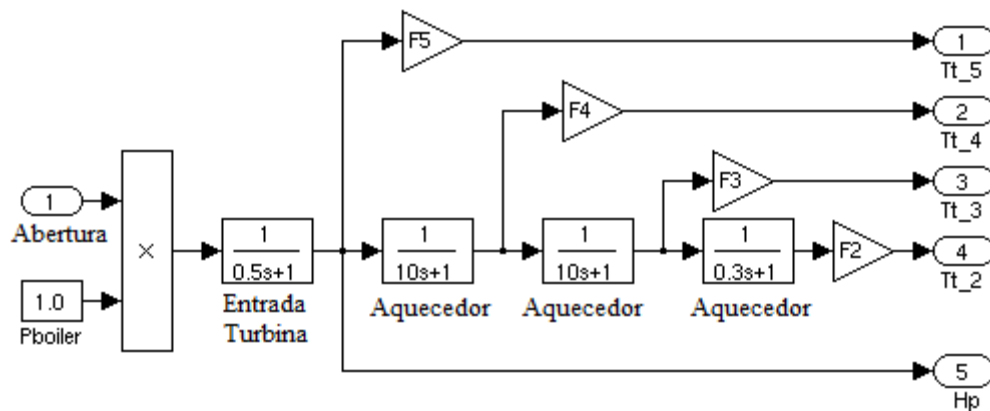 F5
1
Tt_5
F4
2
Tt_4
F3
3
Tt_3
1
Abertura
×
1
0.5s+1
Entrada
Turbina
1
10s+1
Aquecedor
1
10s+1
Aquecedor
1
0.3s+1
Aquecedor
F2
4
Tt_2
1.0
Pboiler
5
Hp